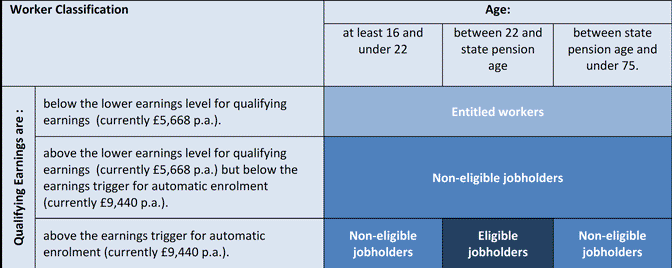 Worker Classification
Age:
at least 16 and
under 22
between 22 and
state pension
age
between state
pension age and
under 75.
Qualifying Earnings are :
below the lower earnings level for qualifying
earnings (currently £5,668 p.a.).
Entitled workers
above the lower earnings level for qualifying
earnings (currently £5,668 p.a.) but below the
earnings trigger for automatic enrolment
(currently £9,440 p.a.).
Non-eligible jobholders
above the earnings trigger for automatic
enrolment (currently £9,440 p.a.).
Non-eligible
jobholders
Eligible
jobholders
Non-eligible
jobholders